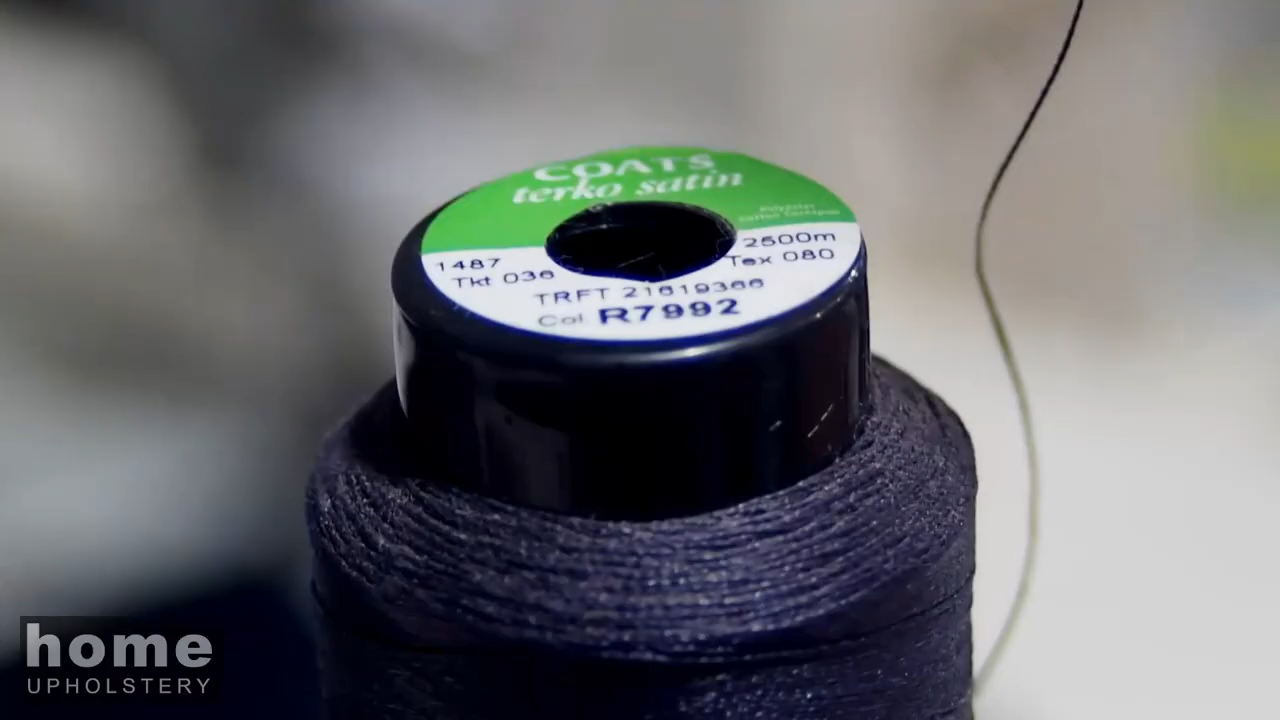 COATS
terko satin
1487
2500m
Tkt 036
Tex 080
TRFT 21619366
Col R7992
home
UPHOLSTERY